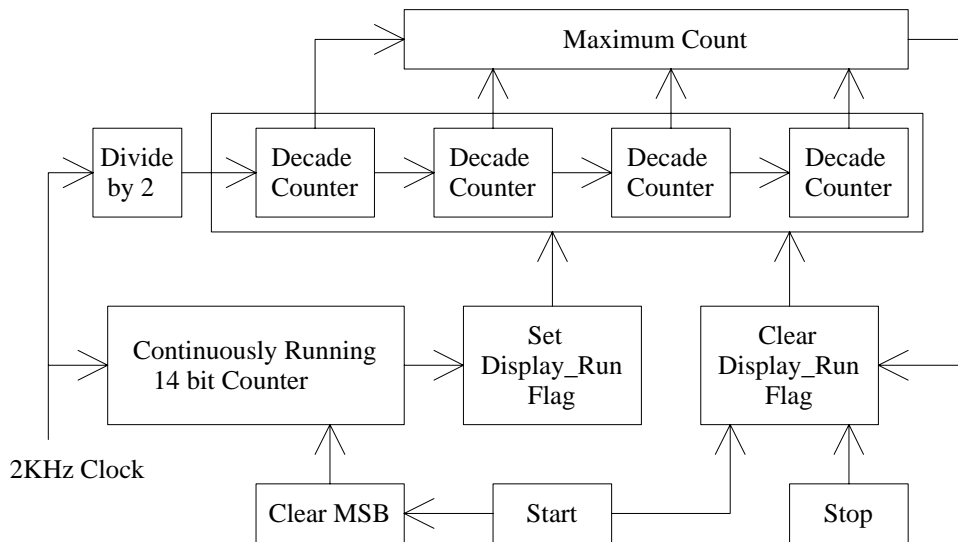 Maximum Count
Divide
by 2
Decade
Counter
Decade
Counter
Decade
Counter
Decade
Counter
Continuously Running
14 bit Counter
Set
Display_Run
Flag
Clear
Display_Run
Flag
2KHz Clock
Clear MSB
Start
Stop